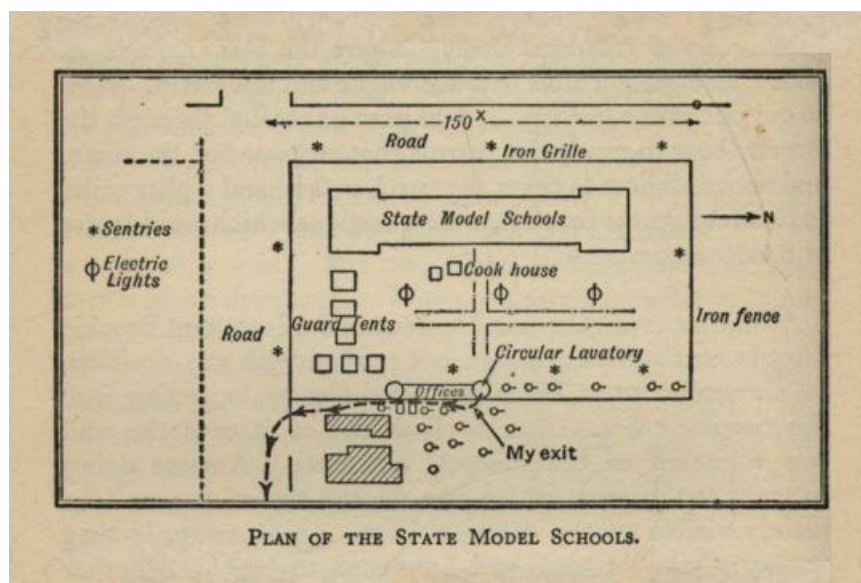 150ˣ
Road
Iron Grille
State Model Schools
N
* Sentries
Electric
Lights
Cook house
Road
Guard Tents
Iron fence
Circular Lavatory
Offices
My exit
PLAN OF THE STATE MODEL SCHOOLS.